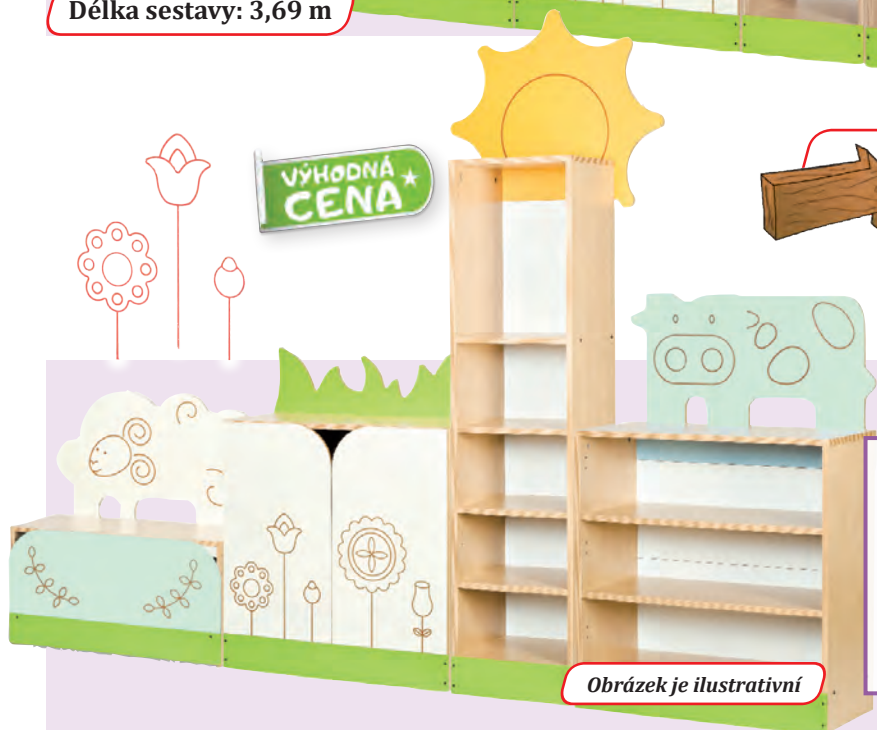 Délka sestavy: 3,69 m
VÝHODNÁ
CENA
Obrázek je ilustrativní